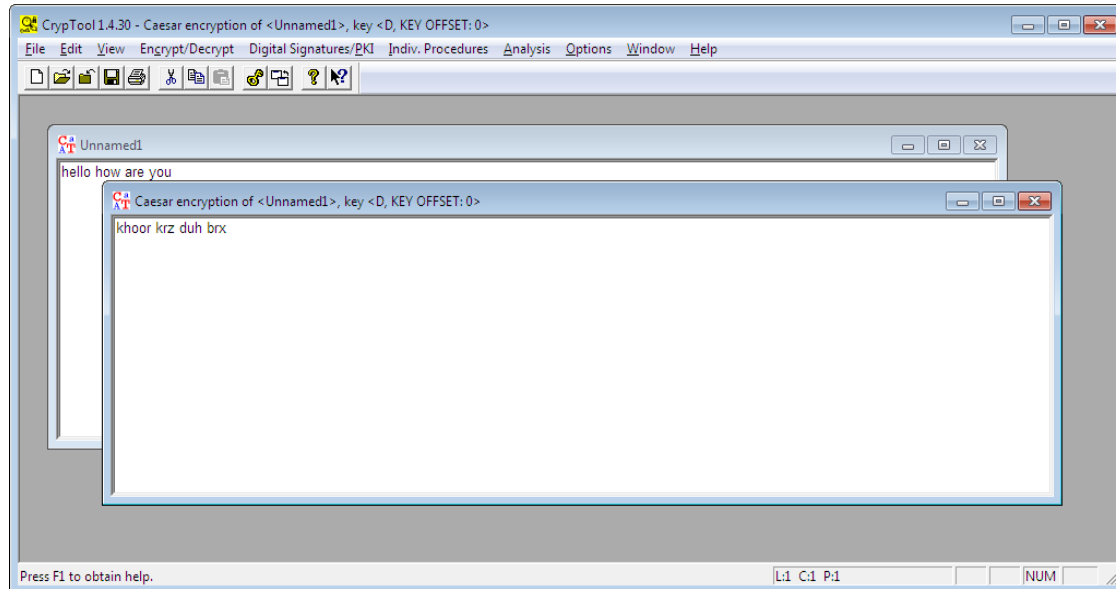 CrypTool 1.4.30 - Caesar encryption of <Unnamed1>, key <D, KEY OFFSET: 0>
File Edit View Encrypt/Decrypt Digital Signatures/PKI Indiv. Procedures Analysis Options Window Help
Unnamed1
hello how are you
Caesar encryption of <Unnamed1>, key <D, KEY OFFSET: 0>
khoor krz duh brx
Press F1 to obtain help. L:1 C:1 P:1 NUM